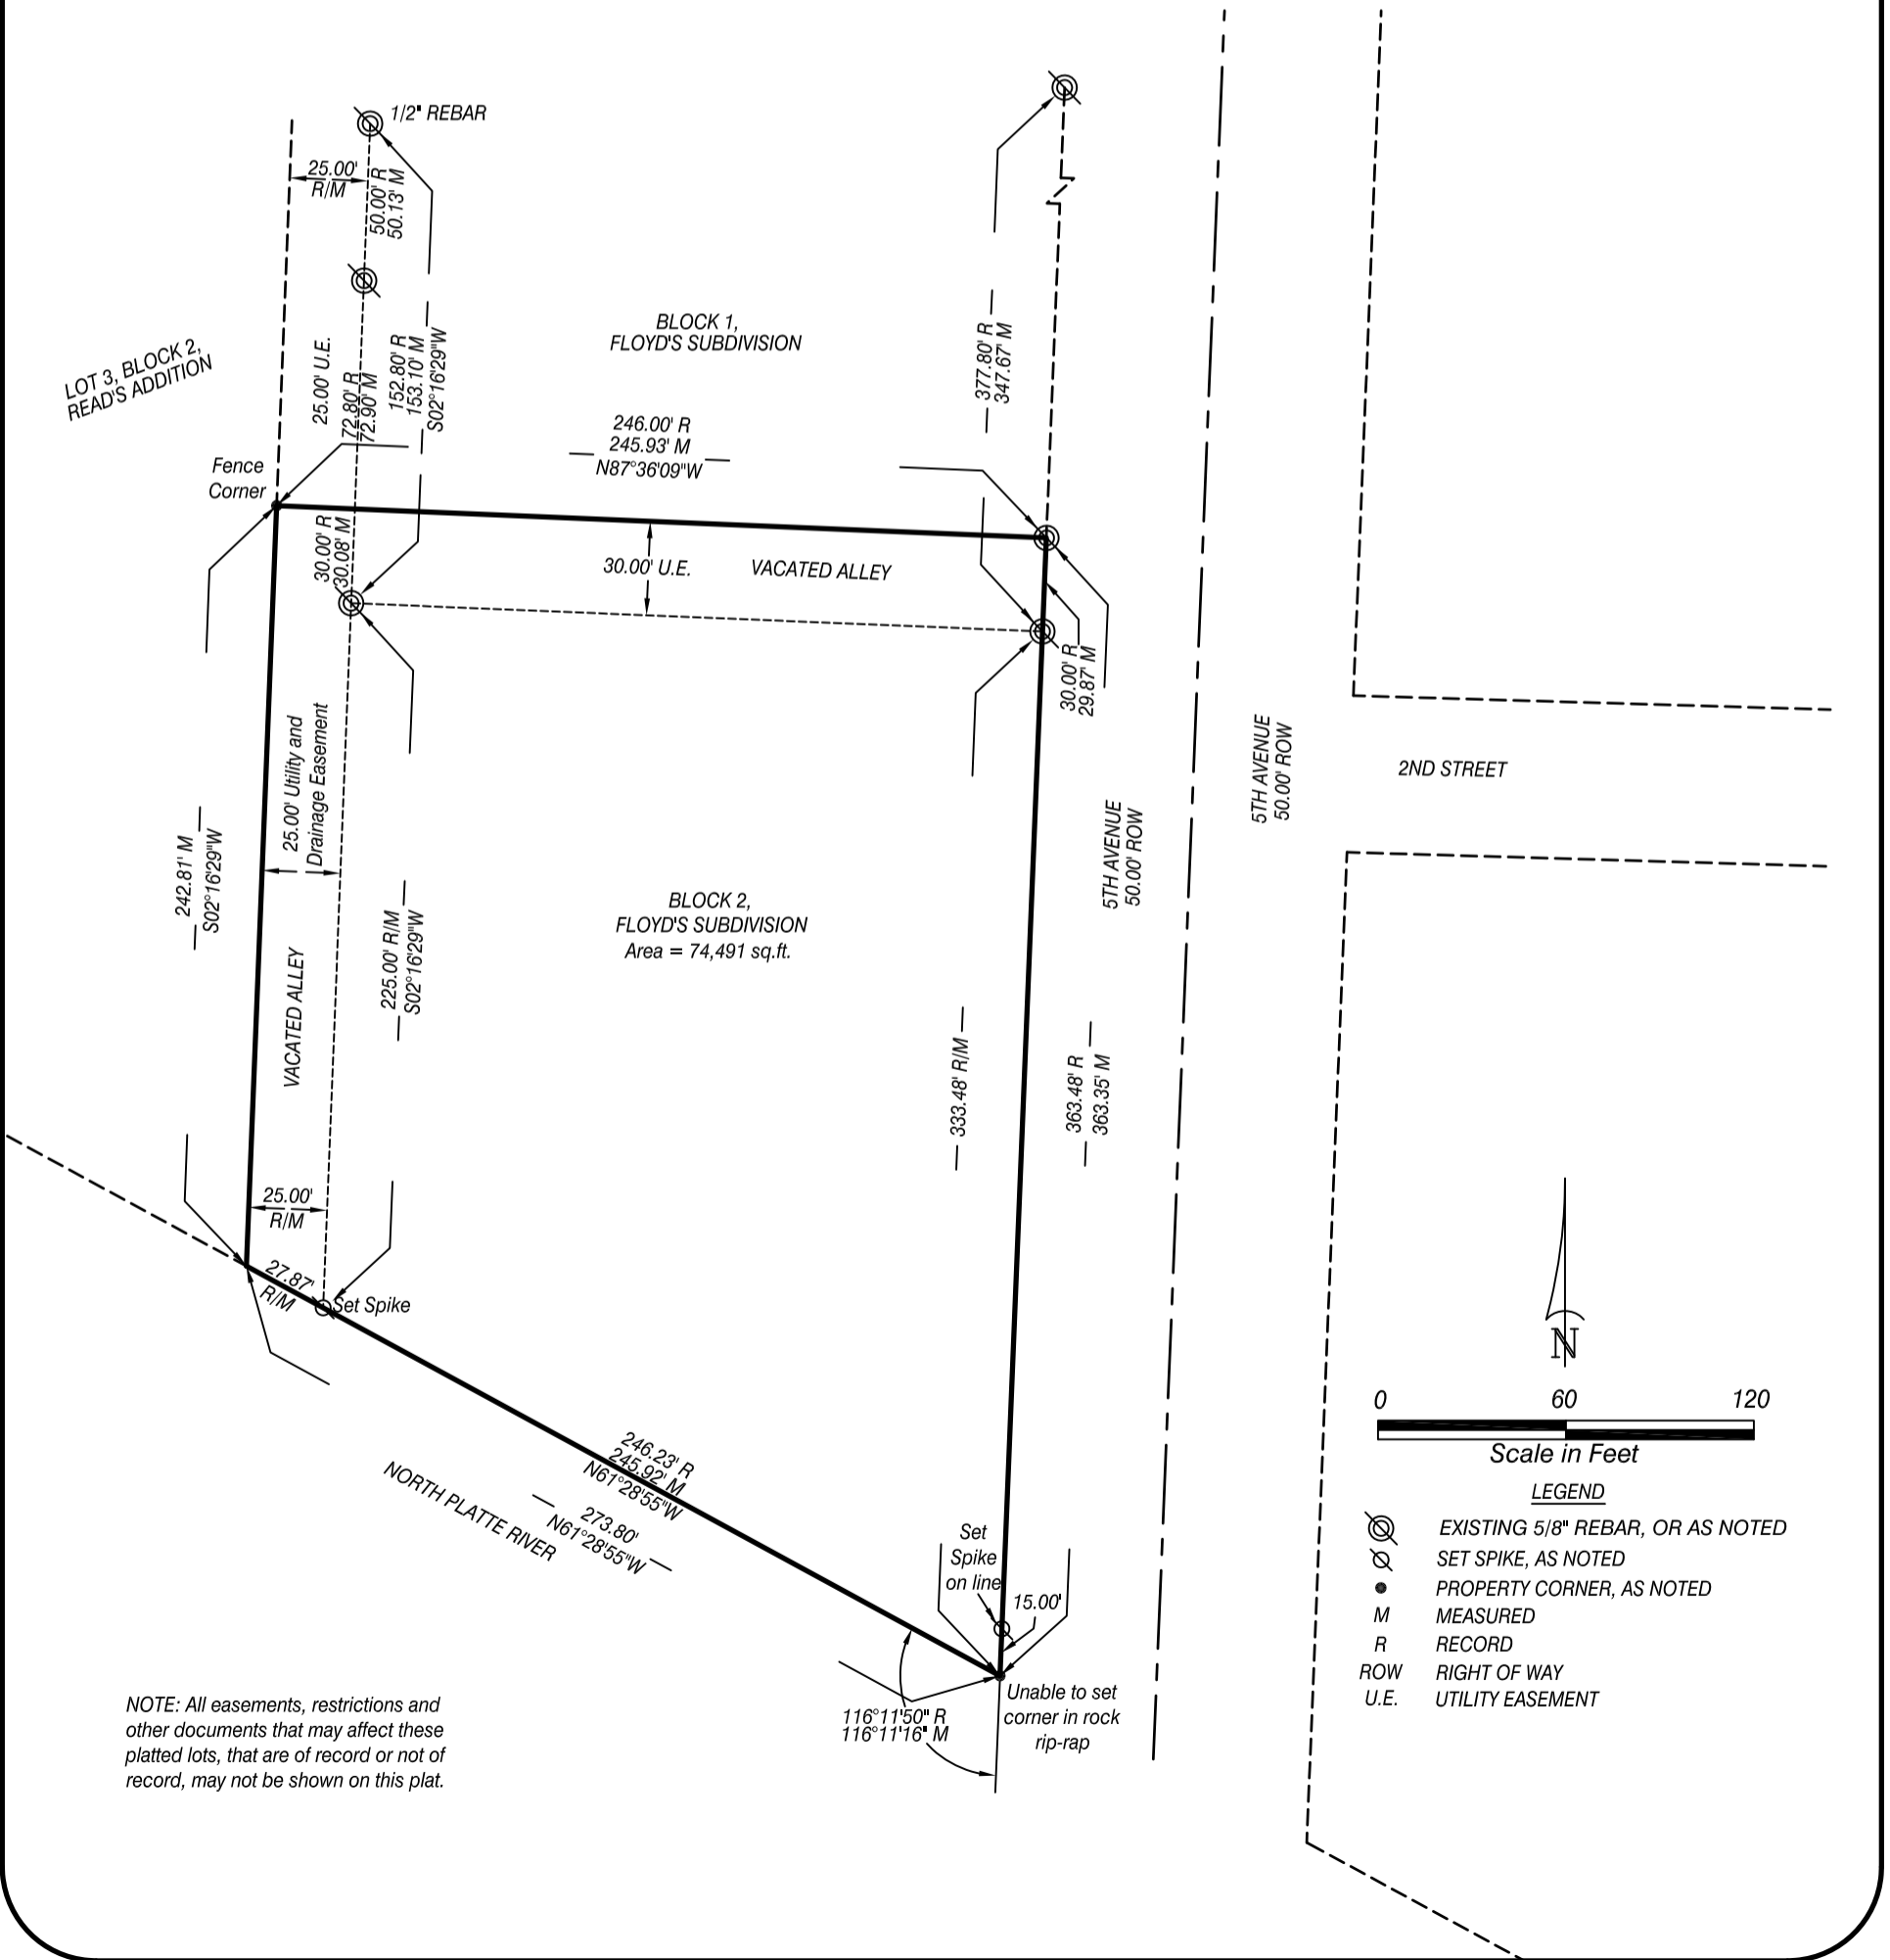 1/2" REBAR
25.00'
R/M
50.00' R
50.13' M
LOT 3, BLOCK 2,
READ'S ADDITION
25.00' U.E.
72.80' R
72.90' M
152.80' R
153.10' M
S02°16'29"W
BLOCK 1,
FLOYD'S SUBDIVISION
377.80' R
347.67' M
246.00' R
245.93' M
N87°36'09"W
Fence
Corner
30.00' R
30.08' M
30.00' U.E.
VACATED ALLEY
30.00' R
29.87' M
25.00' Utility and
Drainage Easement
242.81' M
S02°16'29"W
VACATED ALLEY
225.00' R/M
S02°16'29"W
BLOCK 2,
FLOYD'S SUBDIVISION
Area = 74,491 sq.ft.
5TH AVENUE
50.00' ROW
5TH AVENUE
50.00' ROW
2ND STREET
333.48' R/M
363.48' R
363.35' M
25.00'
R/M
27.87'
R/M
Set Spike
246.23' R
245.92' M
N61°28'55"W
273.80'
N61°28'55"W
NORTH PLATTE RIVER
Set
Spike
on line
15.00'
116°11'50" R
116°11'16" M
Unable to set
corner in rock
rip-rap
N
0 60 120
Scale in Feet
LEGEND
EXISTING 5/8" REBAR, OR AS NOTED
SET SPIKE, AS NOTED
PROPERTY CORNER, AS NOTED
M MEASURED
R RECORD
ROW RIGHT OF WAY
U.E. UTILITY EASEMENT
NOTE: All easements, restrictions and
other documents that may affect these
platted lots, that are of record or not of
record, may not be shown on this plat.